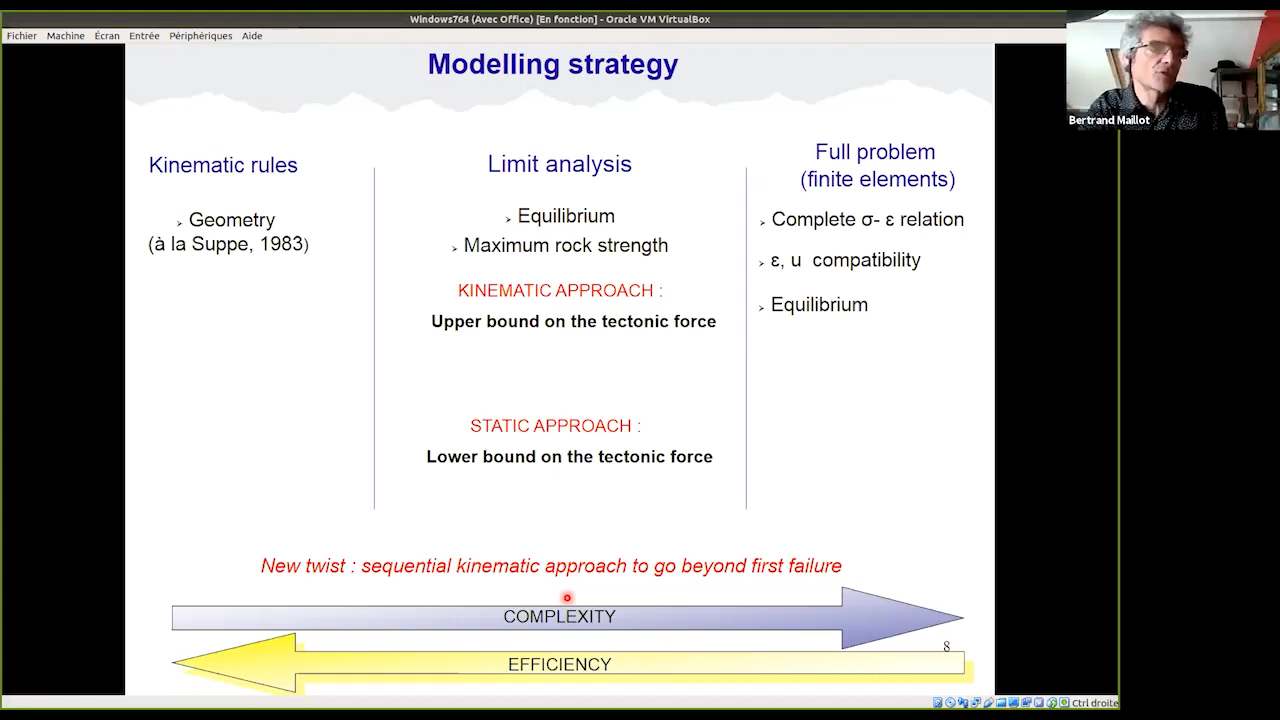 Windows764 (Avec Office) [En fonction] - Oracle VM VirtualBox
Fichier Machine Écran Entrée Périphériques Aide
Modelling strategy
Kinematic rules
➢ Geometry
(à la Suppe, 1983)
Limit analysis
➢ Equilibrium
➢ Maximum rock strength
KINEMATIC APPROACH :
Upper bound on the tectonic force
STATIC APPROACH :
Lower bound on the tectonic force
Full problem
(finite elements)
➢ Complete σ- ε relation
➢ ε, u compatibility
➢ Equilibrium
New twist : sequential kinematic approach to go beyond first failure
COMPLEXITY
EFFICIENCY
8
Bertrand Maillot
Ctrl droite